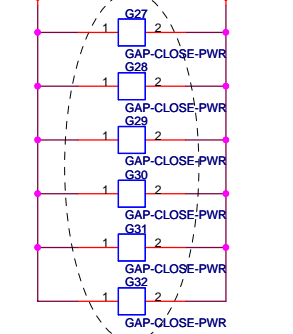 G27
1 2
GAP-CLOSE-PWR
G28
1 2
GAP-CLOSE-PWR
G29
1 2
GAP-CLOSE-PWR
G30
1 2
GAP-CLOSE-PWR
G31
1 2
GAP-CLOSE-PWR
G32
1 2
GAP-CLOSE-PWR